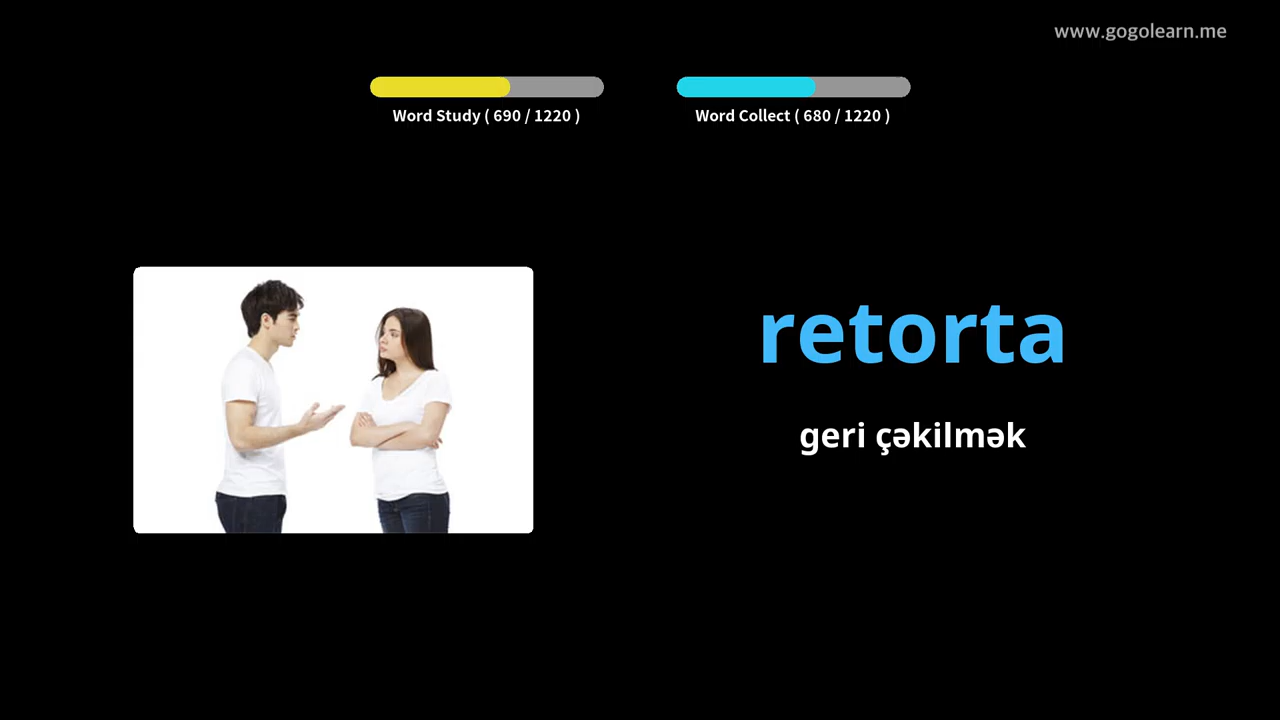 www.gogolearn.me
Word Study ( 690 / 1220 )
Word Collect ( 680 / 1220 )
retorta
geri çəkilmək